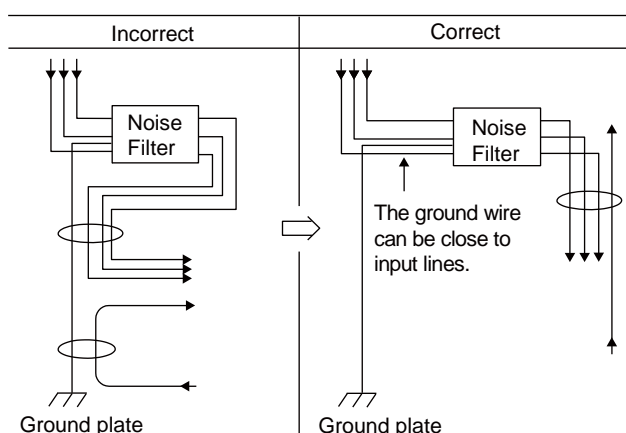 Incorrect
Correct
Noise
Filter
Noise
Filter
The ground wire
can be close to
input lines.
Ground plate
Ground plate